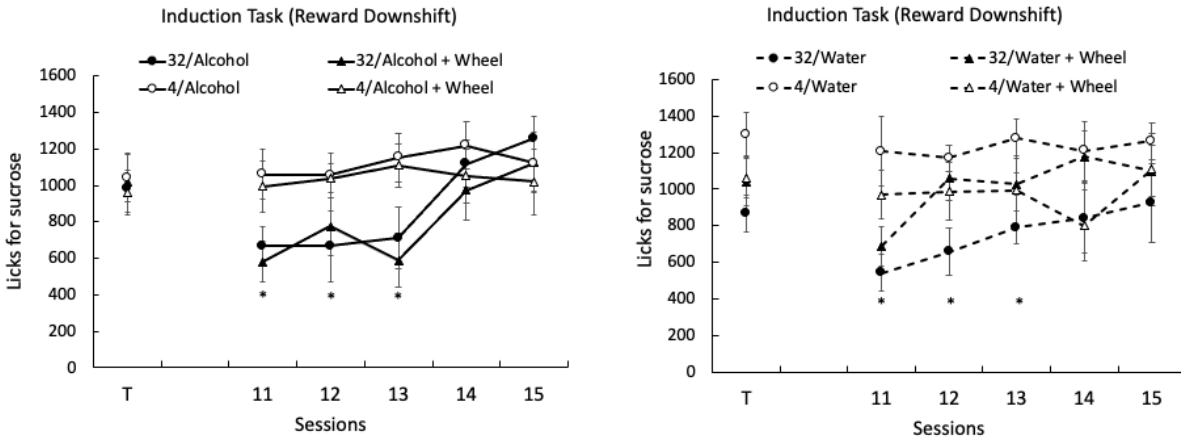 Induction Task (Reward Downshift)
32/Alcohol 32/Alcohol + Wheel
4/Alcohol 4/Alcohol + Wheel
Licks for sucrose
1600
1400
1200
1000
800
600
400
200
0
* * *
T 11 12 13 14 15
Sessions
Induction Task (Reward Downshift)
32/Water 32/Water + Wheel
4/Water 4/Water + Wheel
Licks for sucrose
1600
1400
1200
1000
800
600
400
200
0
* * *
T 11 12 13 14 15
Sessions